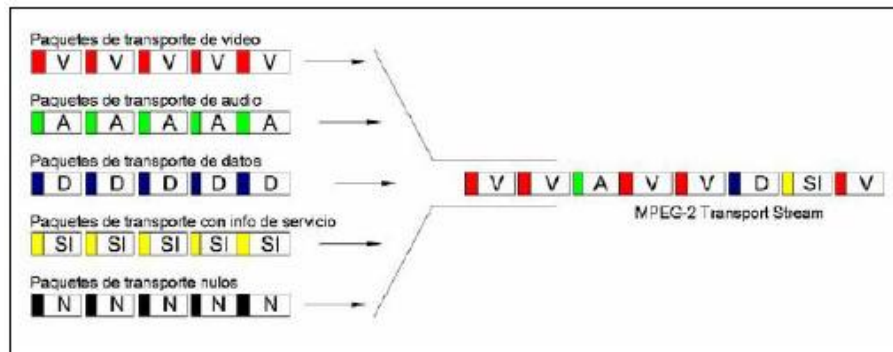 Paquetes de transporte de video
V V V V V
Paquetes de transporte de audio
A A A A A
Paquetes de transporte de datos
D D D D D
Paquetes de transporte con info de servicio
SI SI SI SI SI
Paquetes de transporte nulos
N N N N N
V V A V V D SI V
MPEG-2 Transport Stream